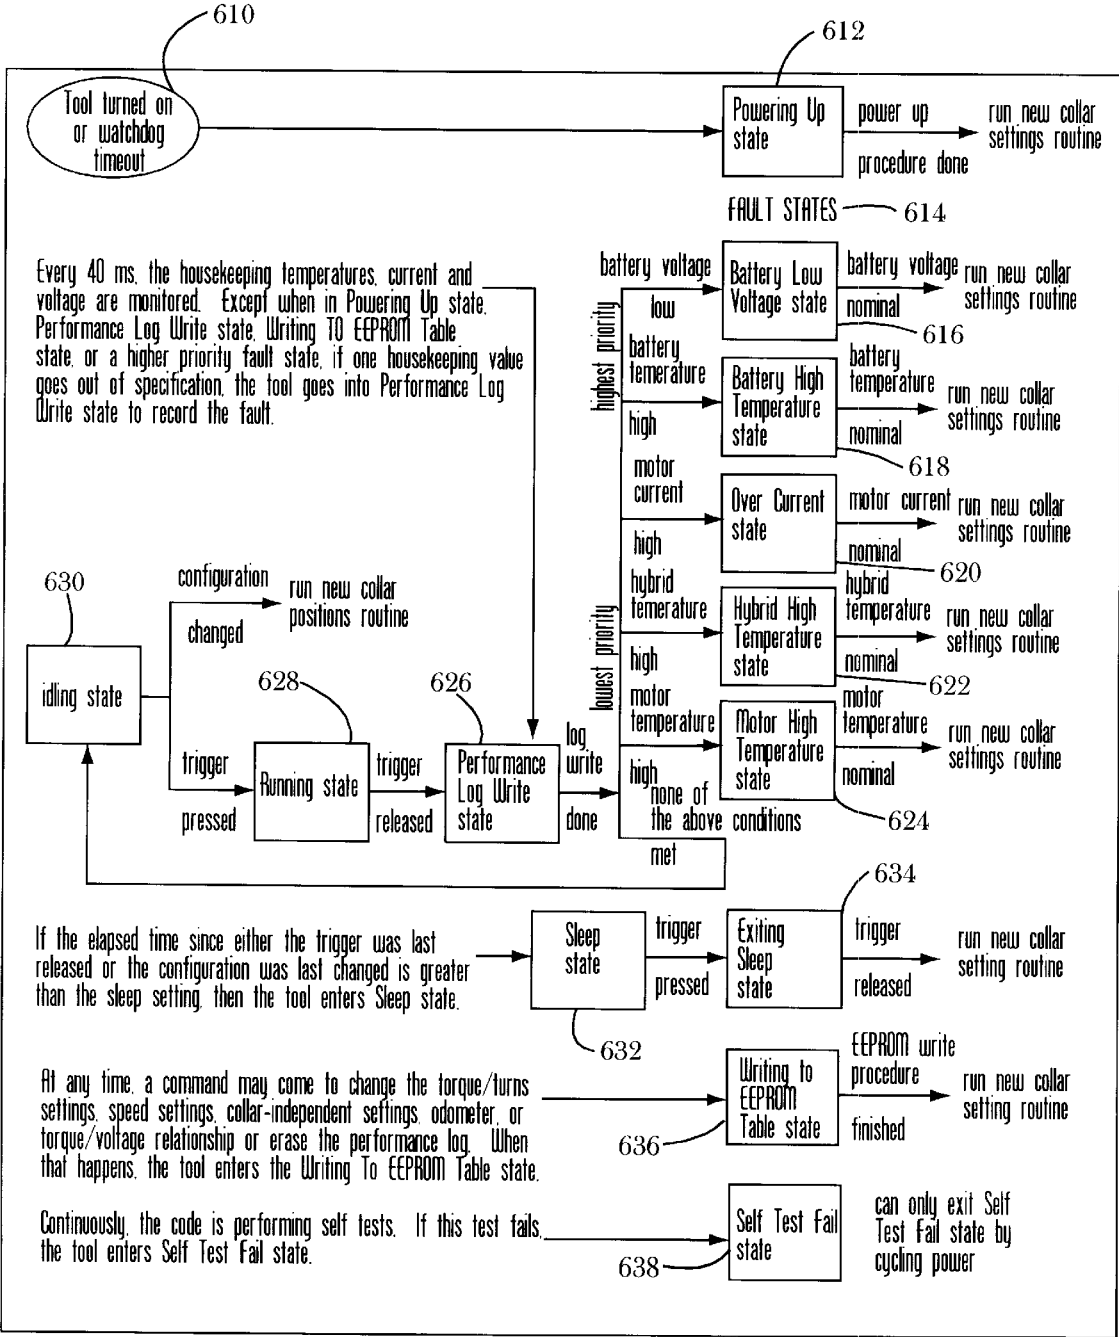 610
612
Tool turned on
or watchdog
timeout
Powering Up
state
power up
procedure done
run new collar
settings routine
FAULT STATES
614
Every 40 ms, the housekeeping temperatures, current and
voltage are monitored. Except when in Powering Up state,
Performance Log Write state, Writing TO EEPROM Table
state, or a higher priority fault state, if one housekeeping value
goes out of specification, the tool goes into Performance Log
Write state to record the fault.
highest priority
lowest priority
battery voltage
low
Battery Low
Voltage state
battery voltage
nominal
run new collar
settings routine
616
battery
temerature
high
Battery High
Temperature
state
battery
temperature
nominal
run new collar
settings routine
618
motor
current
high
Over Current
state
motor current
nominal
run new collar
settings routine
620
hybrid
temerature
high
Hybrid High
Temperature
state
hybrid
temperature
nominal
run new collar
settings routine
622
motor
temperature
high
Motor High
Temperature
state
motor
temperature
nominal
run new collar
settings routine
624
630
idling state
configuration
changed
run new collar
positions routine
trigger
pressed
628
Running state
trigger
released
626
Performance
Log Write
state
log
write
done
none of
the above conditions
met
If the elapsed time since either the trigger was last
released or the configuration was last changed is greater
than the sleep setting, then the tool enters Sleep state.
Sleep
state
632
trigger
pressed
634
Exiting
Sleep
state
trigger
released
run new collar
setting routine
At any time, a command may come to change the torque/turns
settings, speed settings, collar-independent settings, odometer, or
torque/voltage relationship or erase the performance log. When
that happens, the tool enters the Writing To EEPROM Table state.
636
Writing to
EEPROM
Table state
EEPROM write
procedure
finished
run new collar
setting routine
Continuously, the code is performing self tests. If this test fails,
the tool enters Self Test Fail state.
638
Self Test Fail
state
can only exit Self
Test Fail state by
cycling power